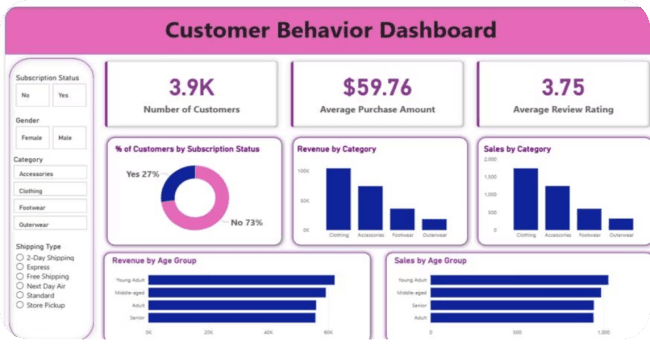 Customer Behavior Dashboard
Subscription Status
No Yes
Gender
Female Male
Category
Accessories
Clothing
Footwear
Outerwear
Shipping Type
2-Day Shipping
Express
Free Shipping
Next Day Air
Standard
Store Pickup
3.9K
Number of Customers
$59.76
Average Purchase Amount
3.75
Average Review Rating
% of Customers by Subscription Status
Yes 27%
No 73%
Revenue by Category
100K
50K
0K
Clothing Accessories Footwear Outerwear
Sales by Category
2,000
1,500
1,000
500
0
Clothing Accessories Footwear Outerwear
Revenue by Age Group
Young Adult
Middle-aged
Adult
Senior
0K 20K 40K 60K
Sales by Age Group
Young Adult
Middle-aged
Senior
Adult
0 500 1,000